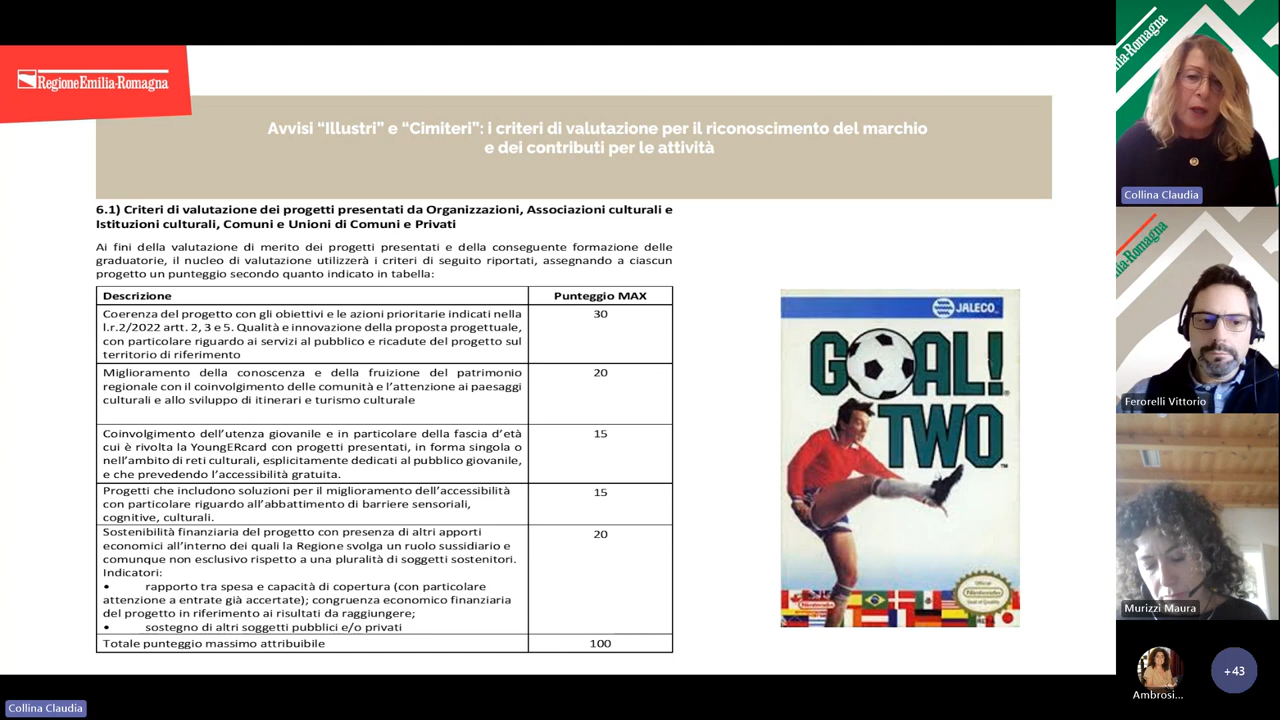 RegioneEmilia-Romagna
Avvisi “Illustri” e “Cimiteri”: i criteri di valutazione per il riconoscimento del marchio
e dei contributi per le attività
6.1) Criteri di valutazione dei progetti presentati da Organizzazioni, Associazioni culturali e
Istituzioni culturali, Comuni e Unioni di Comuni e Privati
Ai fini della valutazione di merito dei progetti presentati e della conseguente formazione delle
graduatorie, il nucleo di valutazione utilizzerà i criteri di seguito riportati, assegnando a ciascun
progetto un punteggio secondo quanto indicato in tabella:
Descrizione Punteggio MAX
Coerenza del progetto con gli obiettivi e le azioni prioritarie indicati nella 30
l.r.2/2022 artt. 2, 3 e 5. Qualità e innovazione della proposta progettuale,
con particolare riguardo ai servizi al pubblico e ricadute del progetto sul
territorio di riferimento
Miglioramento della conoscenza e della fruizione del patrimonio 20
regionale con il coinvolgimento delle comunità e l’attenzione ai paesaggi
culturali e allo sviluppo di itinerari e turismo culturale
Coinvolgimento dell’utenza giovanile e in particolare della fascia d’età 15
cui è rivolta la YoungERcard con progetti presentati, in forma singola o
nell’ambito di reti culturali, esplicitamente dedicati al pubblico giovanile,
e che prevedendo l’accessibilità gratuita.
Progetti che includono soluzioni per il miglioramento dell’accessibilità 15
con particolare riguardo all’abbattimento di barriere sensoriali,
cognitive, culturali.
Sostenibilità finanziaria del progetto con presenza di altri apporti 20
economici all’interno dei quali la Regione svolga un ruolo sussidiario e
comunque non esclusivo rispetto a una pluralità di soggetti sostenitori.
Indicatori:
• rapporto tra spesa e capacità di copertura (con particolare
attenzione a entrate già accertate); congruenza economico finanziaria
del progetto in riferimento ai risultati da raggiungere;
• sostegno di altri soggetti pubblici e/o privati
Totale punteggio massimo attribuibile 100
JALECO
GOAL!
TWO
TM
Official
Nintendo
Seal of Quality
Nintendo
ilia-Romagna
Collina Claudia
ilia-Romagna
Ferorelli Vittorio
Murizzi Maura
Ambrosi...
+43
Collina Claudia